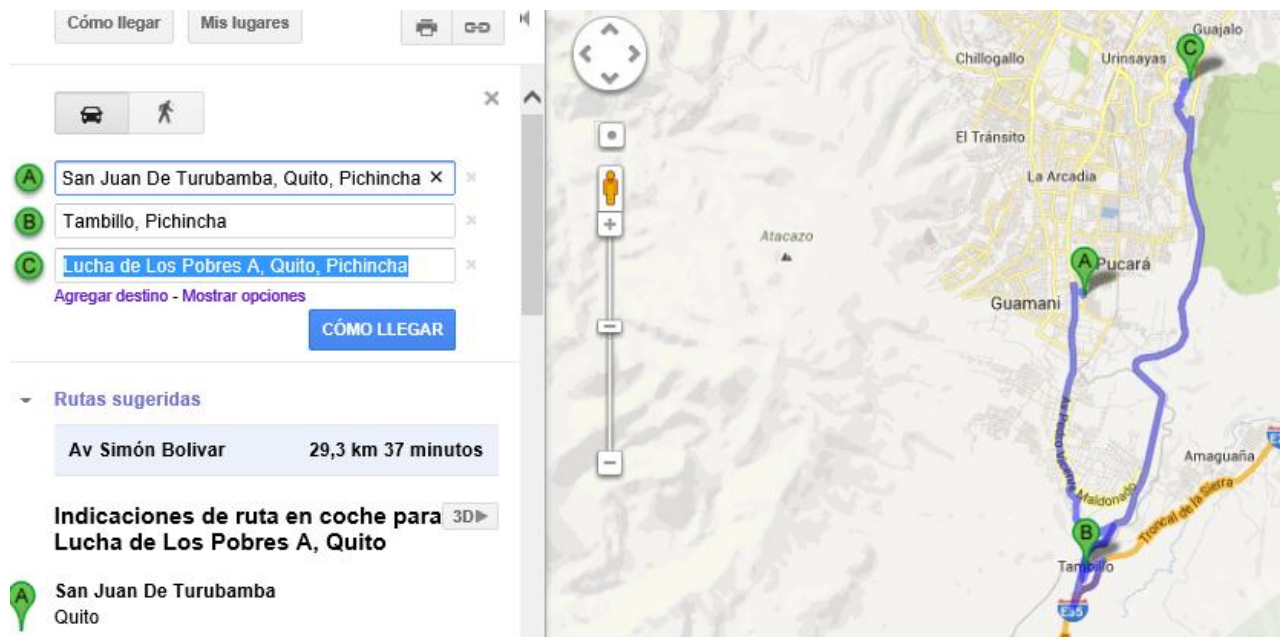 Cómo llegar
Mis lugares
A
San Juan De Turubamba, Quito, Pichincha ×
B
Tambillo, Pichincha
C
Lucha de Los Pobres A, Quito, Pichincha
Agregar destino - Mostrar opciones
CÓMO LLEGAR
Rutas sugeridas
Av Simón Bolivar 29,3 km 37 minutos
Indicaciones de ruta en coche para
3D
Lucha de Los Pobres A, Quito
A
San Juan De Turubamba
Quito
Guajalo
C
Chillogallo
Urinsayas
El Tránsito
La Arcadia
Atacazo
A
Pucará
Guamani
Av Pedro Vicente Maldonado
Amaguaña
Troncal de la Sierra
B
Tambillo
E35